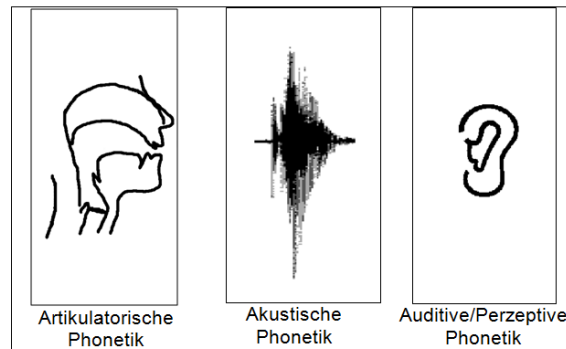 Artikulatorische
Phonetik
Akustische
Phonetik
Auditive/Perzeptive
Phonetik